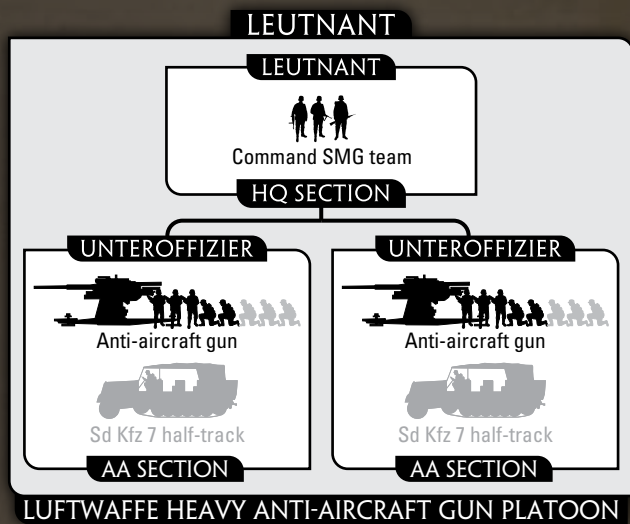 LEUTNANT
LEUTNANT
Command SMG team
HQ SECTION
UNTEROFFIZIER
Anti-aircraft gun
Sd Kfz 7 half-track
AA SECTION
UNTEROFFIZIER
Anti-aircraft gun
Sd Kfz 7 half-track
AA SECTION
LUFTWAFFE HEAVY ANTI-AIRCRAFT GUN PLATOON